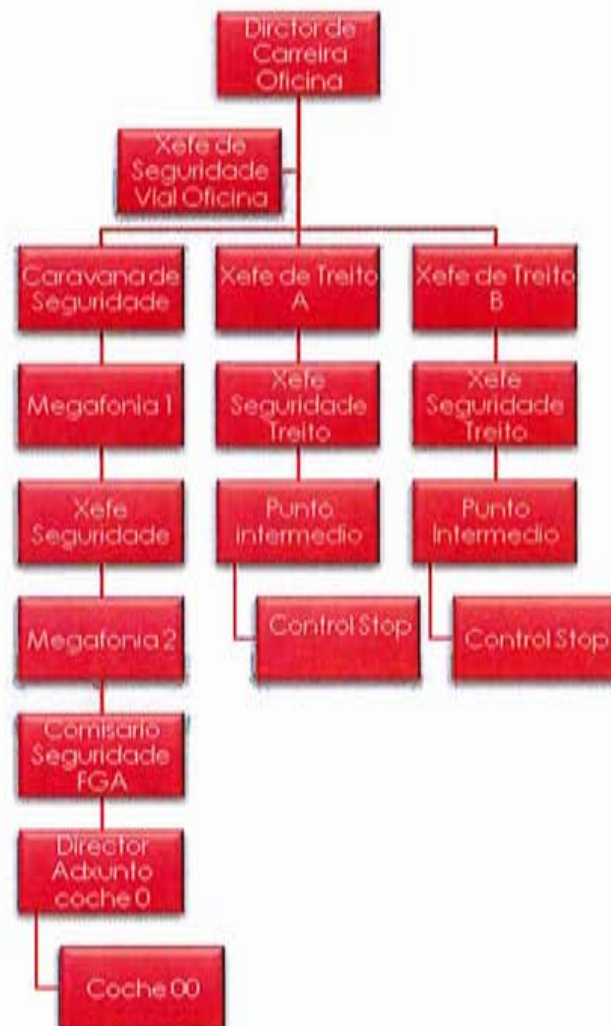 Dirctor de
Carreira
Oficina
Xefe de
Seguridade
Vial Oficina
Caravana de
Seguridade
Xefe de Treito
A
Xefe de Treito
B
Megafonia 1
Xefe
Seguridade
Treito
Xefe
Seguridade
Treito
Xefe
Seguridade
Punto
intermedio
Punto
Intermedio
Megafonia 2
Control Stop
Control Stop
Comisario
Seguridade
FGA
Director
Adxunto
coche 0
Coche 00